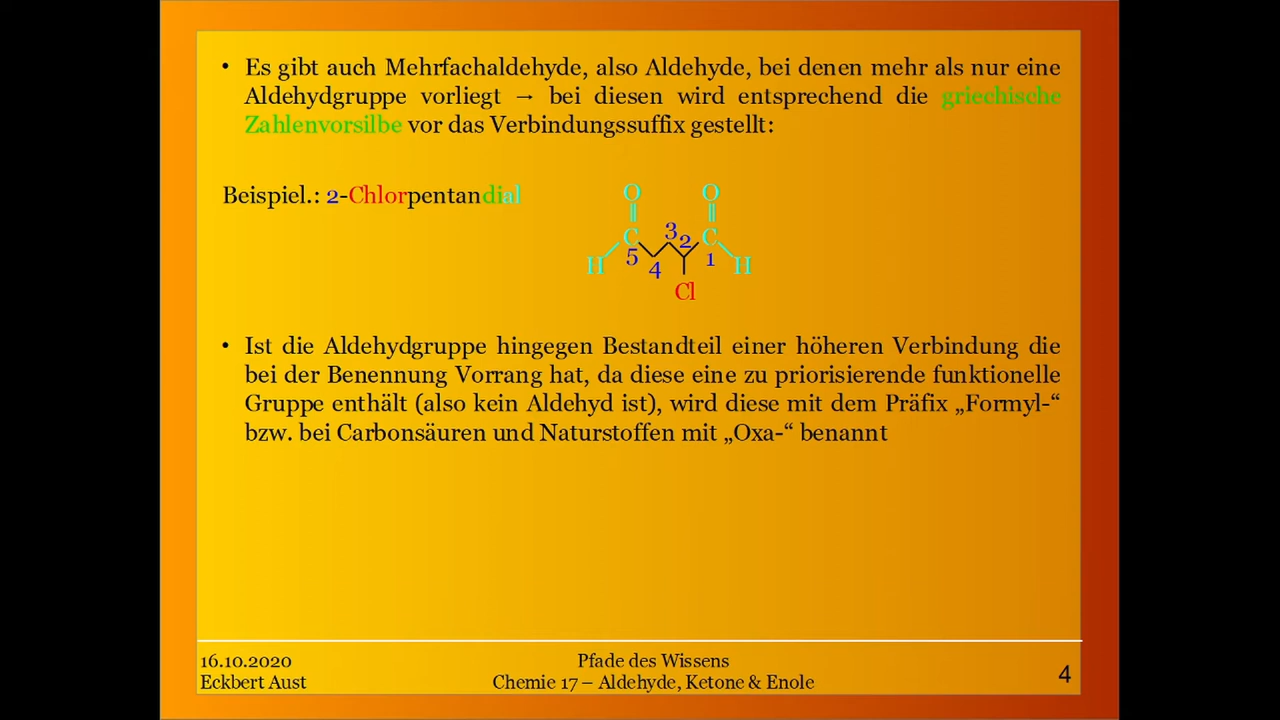 • Es gibt auch Mehrfachaldehyde, also Aldehyde, bei denen mehr als nur eine
Aldehydgruppe vorliegt → bei diesen wird entsprechend die griechische
Zahlenvorsilbe vor das Verbindungssuffix gestellt:
Beispiel.: 2-Chlorpentandial
O O
C 3 2 C
H 5 4 1 H
Cl
• Ist die Aldehydgruppe hingegen Bestandteil einer höheren Verbindung die
bei der Benennung Vorrang hat, da diese eine zu priorisierende funktionelle
Gruppe enthält (also kein Aldehyd ist), wird diese mit dem Präfix „Formyl-“
bzw. bei Carbonsäuren und Naturstoffen mit „Oxa-“ benannt
16.10.2020
Eckbert Aust
Pfade des Wissens
Chemie 17 – Aldehyde, Ketone & Enole
4